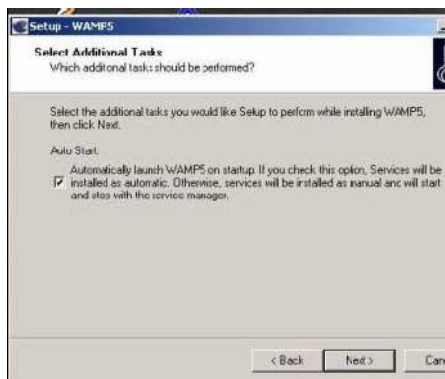 Setup - WAMP5
Select Additional Tasks
Which additional tasks should be performed?
Select the additional tasks you would like Setup to perform while installing WAMP5,
then click Next.
Auto Start:
Automatically launch WAMP5 on startup. If you check this option, Services will be
installed as automatic. Otherwise, services will be installed as manual and will start
and stop with the service manager.
< Back
Next >
Can